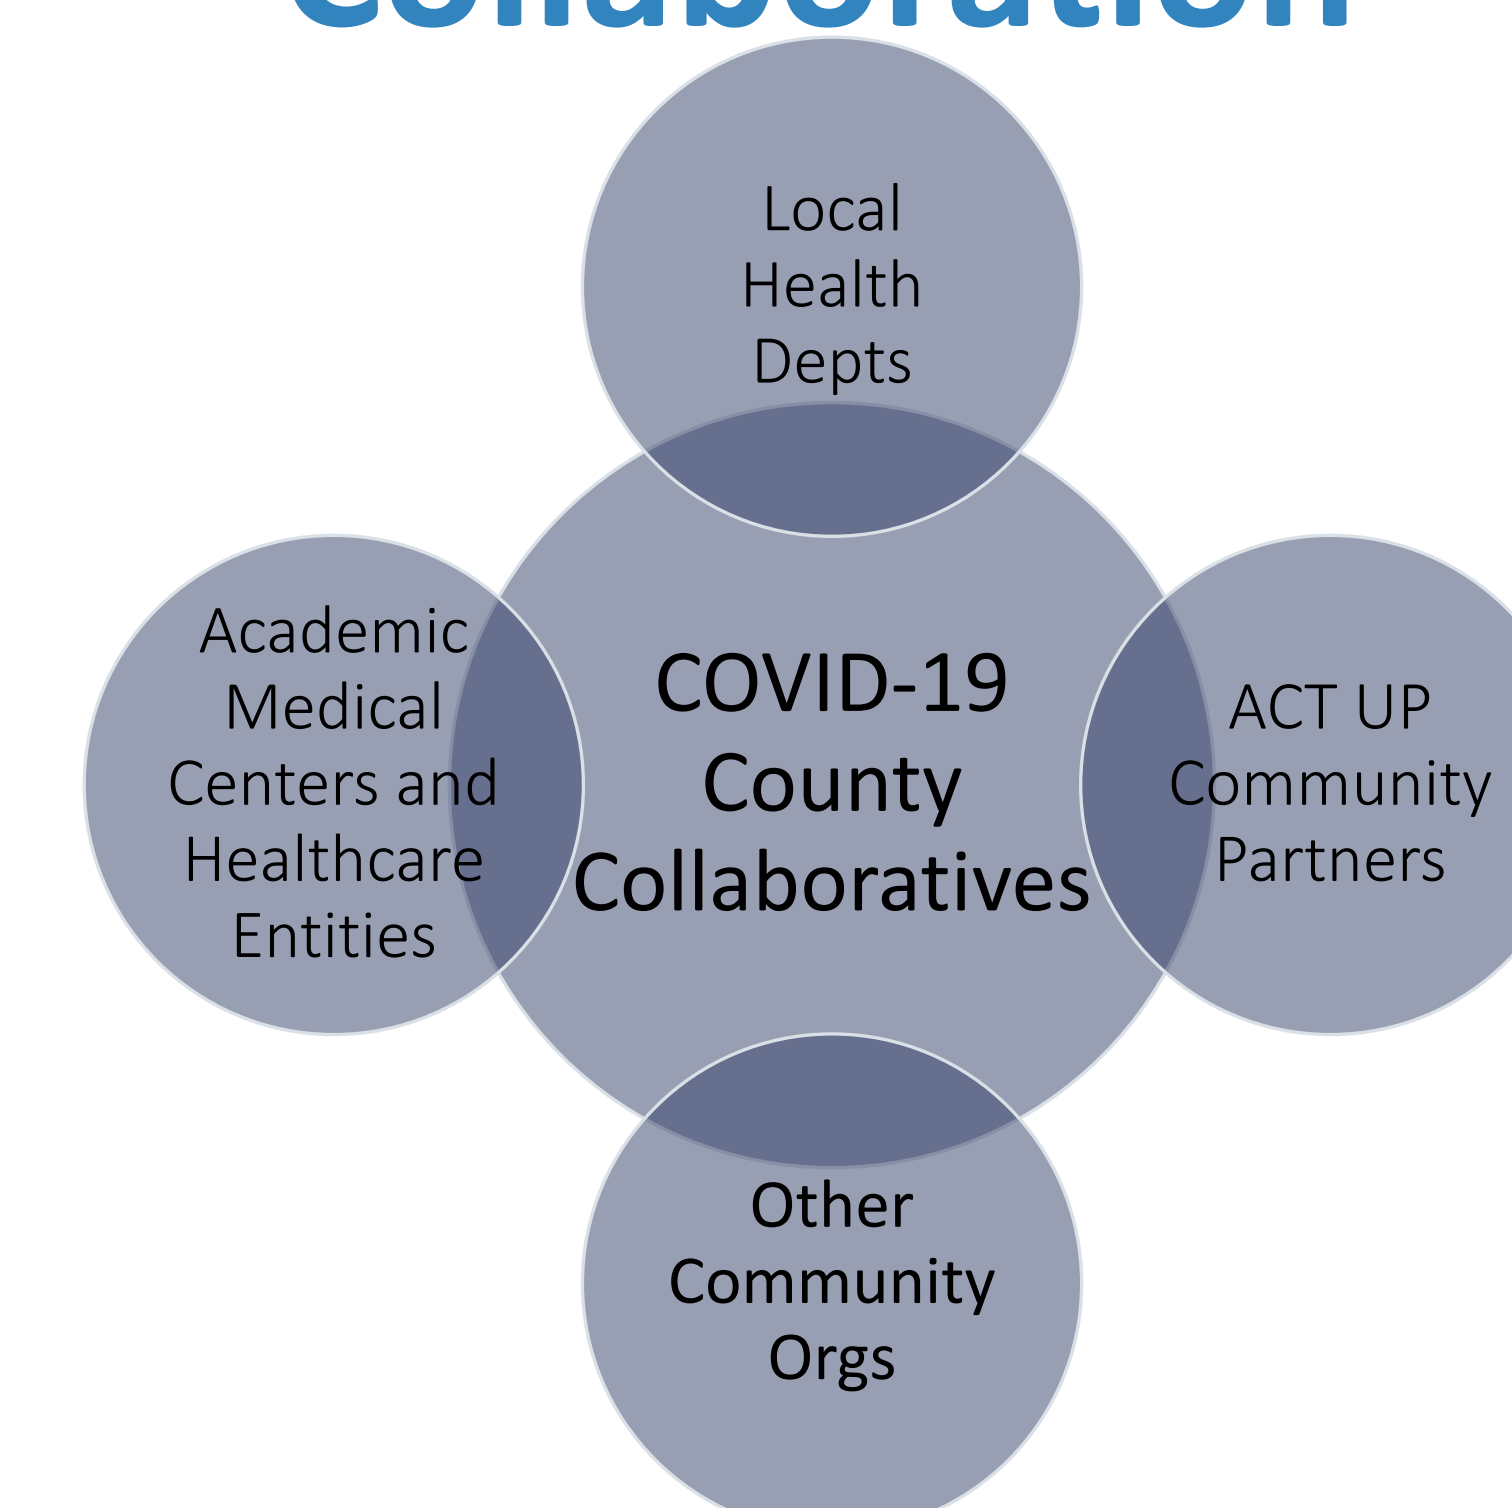 Collaboration
Local
Health
Depts
Academic
Medical
Centers and
Healthcare
Entities
COVID-19
County
Collaboratives
ACT UP
Community
Partners
Other
Community
Orgs